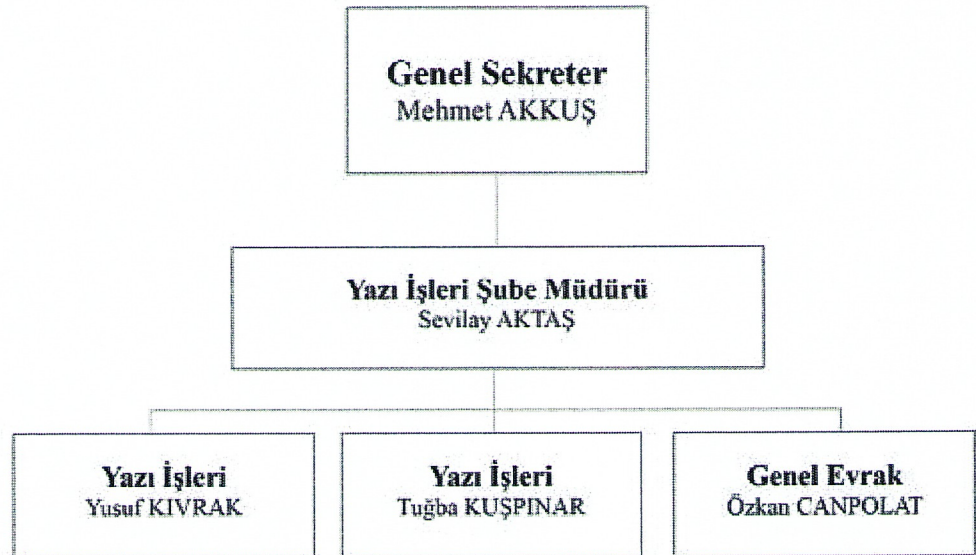 Genel Sekreter
Mehmet AKKUŞ
Yazı İşleri Şube Müdürü
Sevilay AKTAŞ
Yazı İşleri
Yusuf KIVRAK
Yazı İşleri
Tuğba KUŞPINAR
Genel Evrak
Özkan CANPOLAT